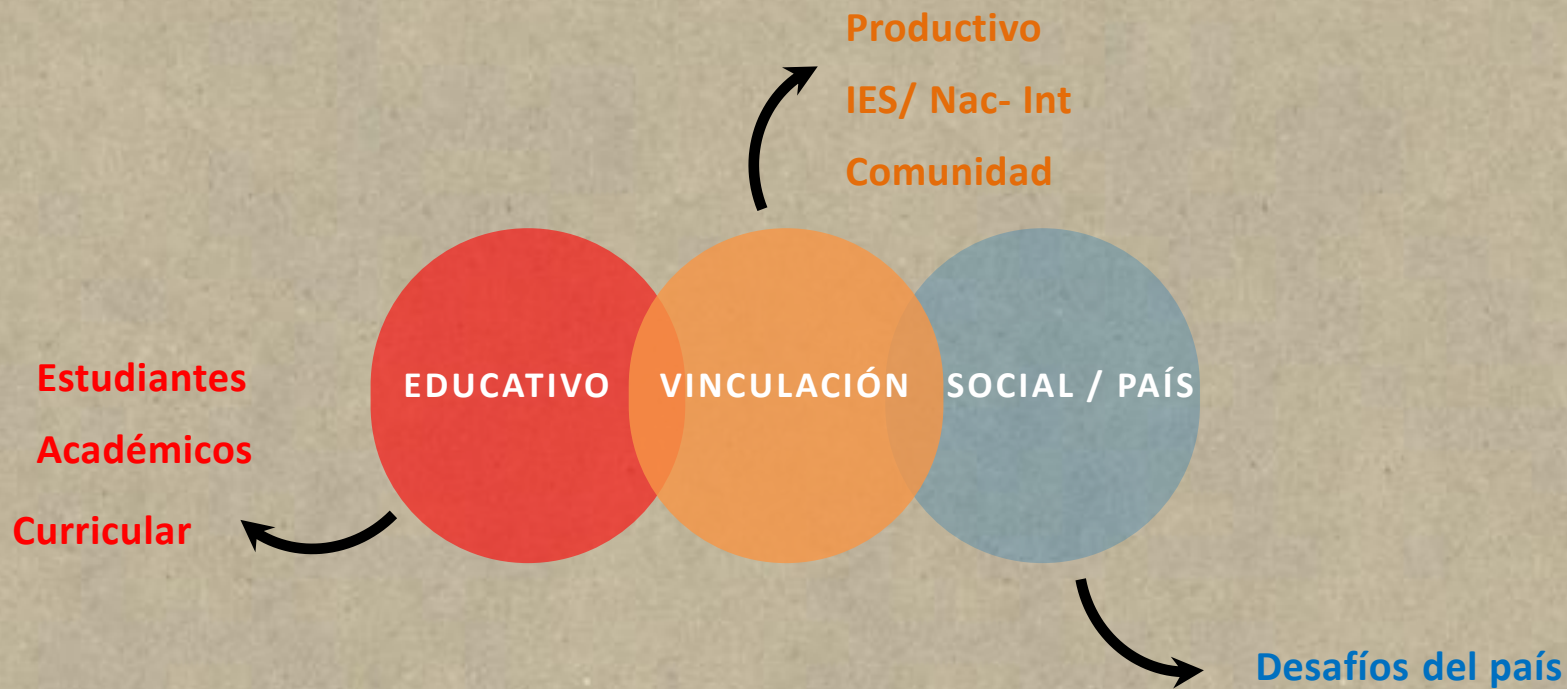 Productivo
IES/ Nac- Int
Comunidad
EDUCATIVO
VINCULACIÓN
SOCIAL / PAÍS
Estudiantes
Académicos
Curricular
Desafíos del país